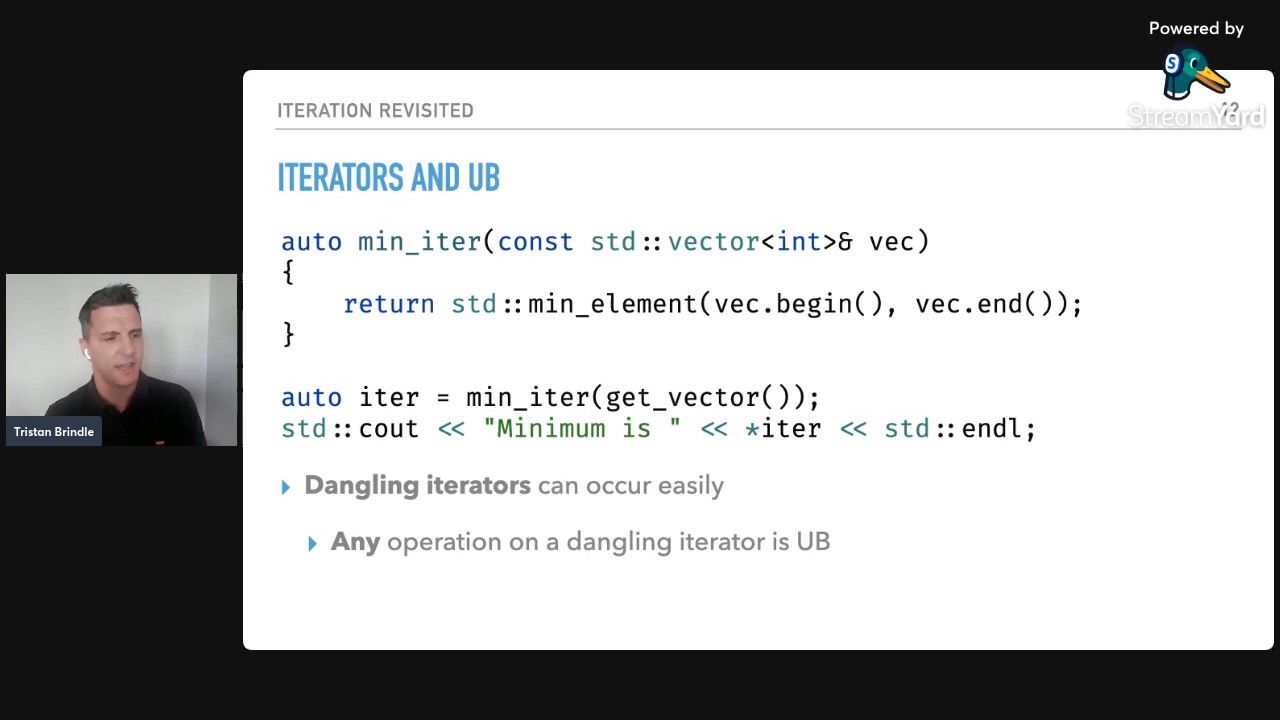 Powered by
StreamYard
ITERATION REVISITED
ITERATORS AND UB
auto min_iter(const std::vector<int>& vec)
{
    return std::min_element(vec.begin(), vec.end());
}
auto iter = min_iter(get_vector());
std::cout << "Minimum is " << *iter << std::endl;
Dangling iterators can occur easily
Any operation on a dangling iterator is UB
Tristan Brindle